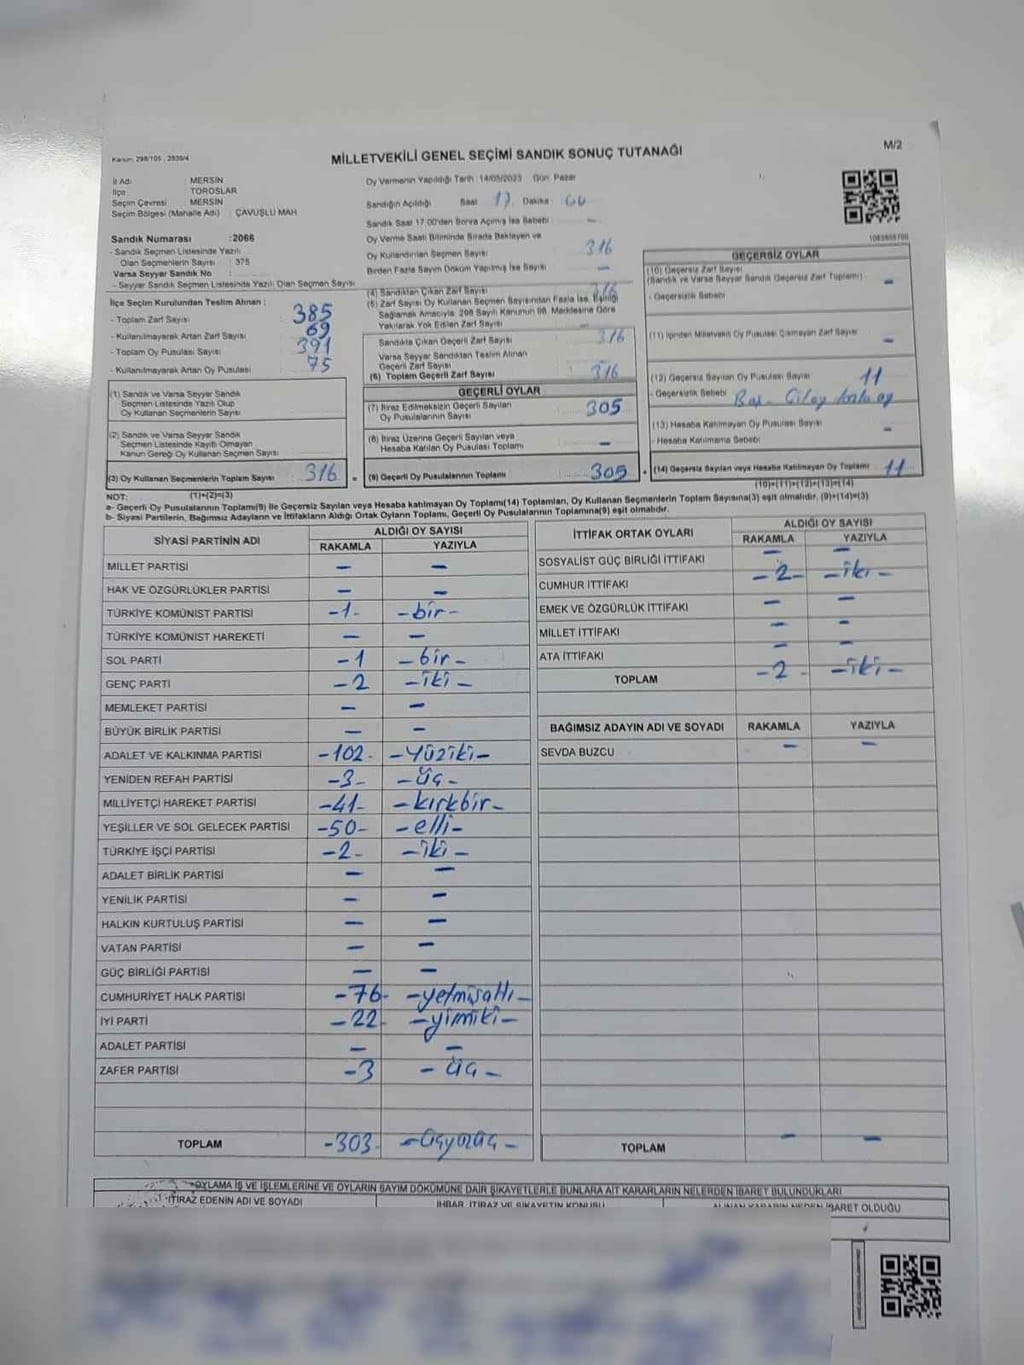 Kanun: 298/105 , 2839/4
MİLLETVEKİLİ GENEL SEÇİMİ SANDIK SONUÇ TUTANAĞI
M/2
İl Adı : MERSİN
İlçe : TOROSLAR
Seçim Çevresi : MERSİN
Seçim Bölgesi (Mahalle Adı) : ÇAVUŞLU MAH
Sandık Numarası : 2066
- Sandık Seçmen Listesinde Yazılı
Olan Seçmenlerin Sayısı : 375
Varsa Seyyar Sandık No :
- Seyyar Sandık Seçmen Listesinde Yazılı Olan Seçmen Sayısı
İlçe Seçim Kurulundan Teslim Alınan :
- Toplam Zarf Sayısı 385
- Kullanılmayarak Artan Zarf Sayısı 69
- Toplam Oy Pusulası Sayısı 391
- Kullanılmayarak Artan Oy Pusulası 75
(1) Sandık ve Varsa Seyyar Sandık
Seçmen Listesinde Yazılı Olup
Oy Kullanan Seçmenlerin Sayısı
(2) Sandık ve Varsa Seyyar Sandık
Seçmen Listesinde Kayıtlı Olmayan
Kanun Gereği Oy Kullanan Seçmen Sayısı
(3) Oy Kullanan Seçmenlerin Toplam Sayısı 316
(1)+(2)=(3)
Oy Vermenin Yapıldığı Tarih : 14/05/2023 Gün: Pazar
Sandığın Açıldığı Saat 17 Dakika
Sandık Saat 17.00'den Sonra Açılmış İse Sebebi -
Oy Verme Saati Bitiminde Sırada Bekleyen ve
Oy Kullandırılan Seçmen Sayısı 316
Birden Fazla Sayım Döküm Yapılmış İse Sayısı -
(4) Sandıktan Çıkan Zarf Sayısı 316
(5) Zarf Sayısı Oy Kullanan Seçmen Sayısından Fazla İse, Eşitliği
Sağlamak Amacıyla, 298 Sayılı Kanunun 98. Maddesine Göre
Yakılarak Yok Edilen Zarf Sayısı -
Sandıkta Çıkan Geçerli Zarf Sayısı 316
Varsa Seyyar Sandıktan Teslim Alınan
Geçerli Zarf Sayısı
(6) Toplam Geçerli Zarf Sayısı 316
GEÇERLİ OYLAR
(7) İtiraz Edilmeksizin Geçerli Sayılan
Oy Pusulalarının Sayısı 305
(8) İtiraz Üzerine Geçerli Sayılan veya
Hesaba Katılan Oy Pusulası Toplamı -
= (9) Geçerli Oy Pusulalarının Toplamı 305
1083605700
GEÇERSİZ OYLAR
(10) Geçersiz Zarf Sayısı
(Sandık ve Varsa Seyyar Sandık Geçersiz Zarf Toplamı) -
- Geçersizlik Sebebi
(11) İçinden Milletvekili Oy Pusulası Çıkmayan Zarf Sayısı -
(12) Geçersiz Sayılan Oy Pusulası Sayısı 11
- Geçersizlik Sebebi
(13) Hesaba Katılmayan Oy Pusulası Sayısı -
- Hesaba Katılmama Sebebi
+ (14) Geçersiz Sayılan veya Hesaba Katılmayan Oy Toplamı 11
(10)+(11)+(12)+(13)=(14)
NOT:
a- Geçerli Oy Pusulaları Toplamı(9) ile Geçersiz Sayılan veya Hesaba Katılmayan Oy Toplamı(14) Toplamları, Oy Kullanan Seçmenlerin Toplam Sayısına(3) eşit olmalıdır. (9)+(14)=(3)
b- Siyasi Partilerin, Bağımsız Adayların ve İttifakların Aldığı Ortak Oyların Toplamı, Geçerli Oy Pusulalarının Toplamına(9) eşit olmalıdır.
SİYASİ PARTİNİN ADI ALDIĞI OY SAYISI
RAKAMLA YAZIYLA
MİLLET PARTİSİ - -
HAK VE ÖZGÜRLÜKLER PARTİSİ - -
TÜRKİYE KOMÜNİST PARTİSİ -1- -bir-
TÜRKİYE KOMÜNİST HAREKETİ - -
SOL PARTİ -1 -bir-
GENÇ PARTİ -2 -iki-
MEMLEKET PARTİSİ - -
BÜYÜK BİRLİK PARTİSİ - -
ADALET VE KALKINMA PARTİSİ -102- -Yüziki-
YENİDEN REFAH PARTİSİ -3- -üç-
MİLLİYETÇİ HAREKET PARTİSİ -41- -kırkbir-
YEŞİLLER VE SOL GELECEK PARTİSİ -50- -elli-
TÜRKİYE İŞÇİ PARTİSİ -2- -iki-
ADALET BİRLİK PARTİSİ - -
YENİLİK PARTİSİ - -
HALKIN KURTULUŞ PARTİSİ - -
VATAN PARTİSİ - -
GÜÇ BİRLİĞİ PARTİSİ - -
CUMHURİYET HALK PARTİSİ -76- -yetmişaltı-
İYİ PARTİ -22- -yimiki-
ADALET PARTİSİ - -
ZAFER PARTİSİ -3 -üç-
TOPLAM -303- -üçyüzüç-
İTTİFAK ORTAK OYLARI ALDIĞI OY SAYISI
RAKAMLA YAZIYLA
SOSYALİST GÜÇ BİRLİĞİ İTTİFAKI - -
CUMHUR İTTİFAKI -2- -iki-
EMEK VE ÖZGÜRLÜK İTTİFAKI - -
MİLLET İTTİFAKI - -
ATA İTTİFAKI - -
TOPLAM -2- -iki-
BAĞIMSIZ ADAYIN ADI VE SOYADI RAKAMLA YAZIYLA
SEVDA BUZCU - -
TOPLAM - -
OYLAMA İŞ VE İŞLEMLERİNE VE OYLARIN SAYIM DÖKÜMÜNE DAİR ŞİKAYETLERLE BUNLARA AİT KARARLARIN NELERDEN İBARET BULUNDUKLARI
İTİRAZ EDENİN ADI VE SOYADI
İHBAR, İTİRAZ VE ŞİKAYETİN KONUSU
ALINAN KARARIN NEDEN İBARET OLDUĞU